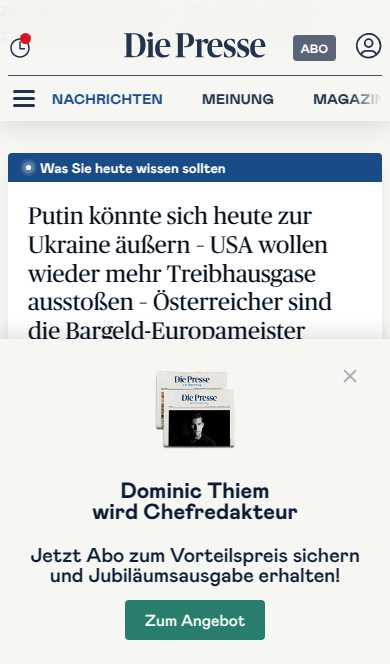 Die Presse
ABO
NACHRICHTEN MEINUNG MAGAZIN
Was Sie heute wissen sollten
Putin könnte sich heute zur
Ukraine äußern – USA wollen
wieder mehr Treibhausgase
ausstoßen – Österreicher sind
die Bargeld-Europameister
Die Presse
Die Presse
Dominic Thiem
wird Chefredakteur
Jetzt Abo zum Vorteilspreis sichern
und Jubiläumsausgabe erhalten!
Zum Angebot